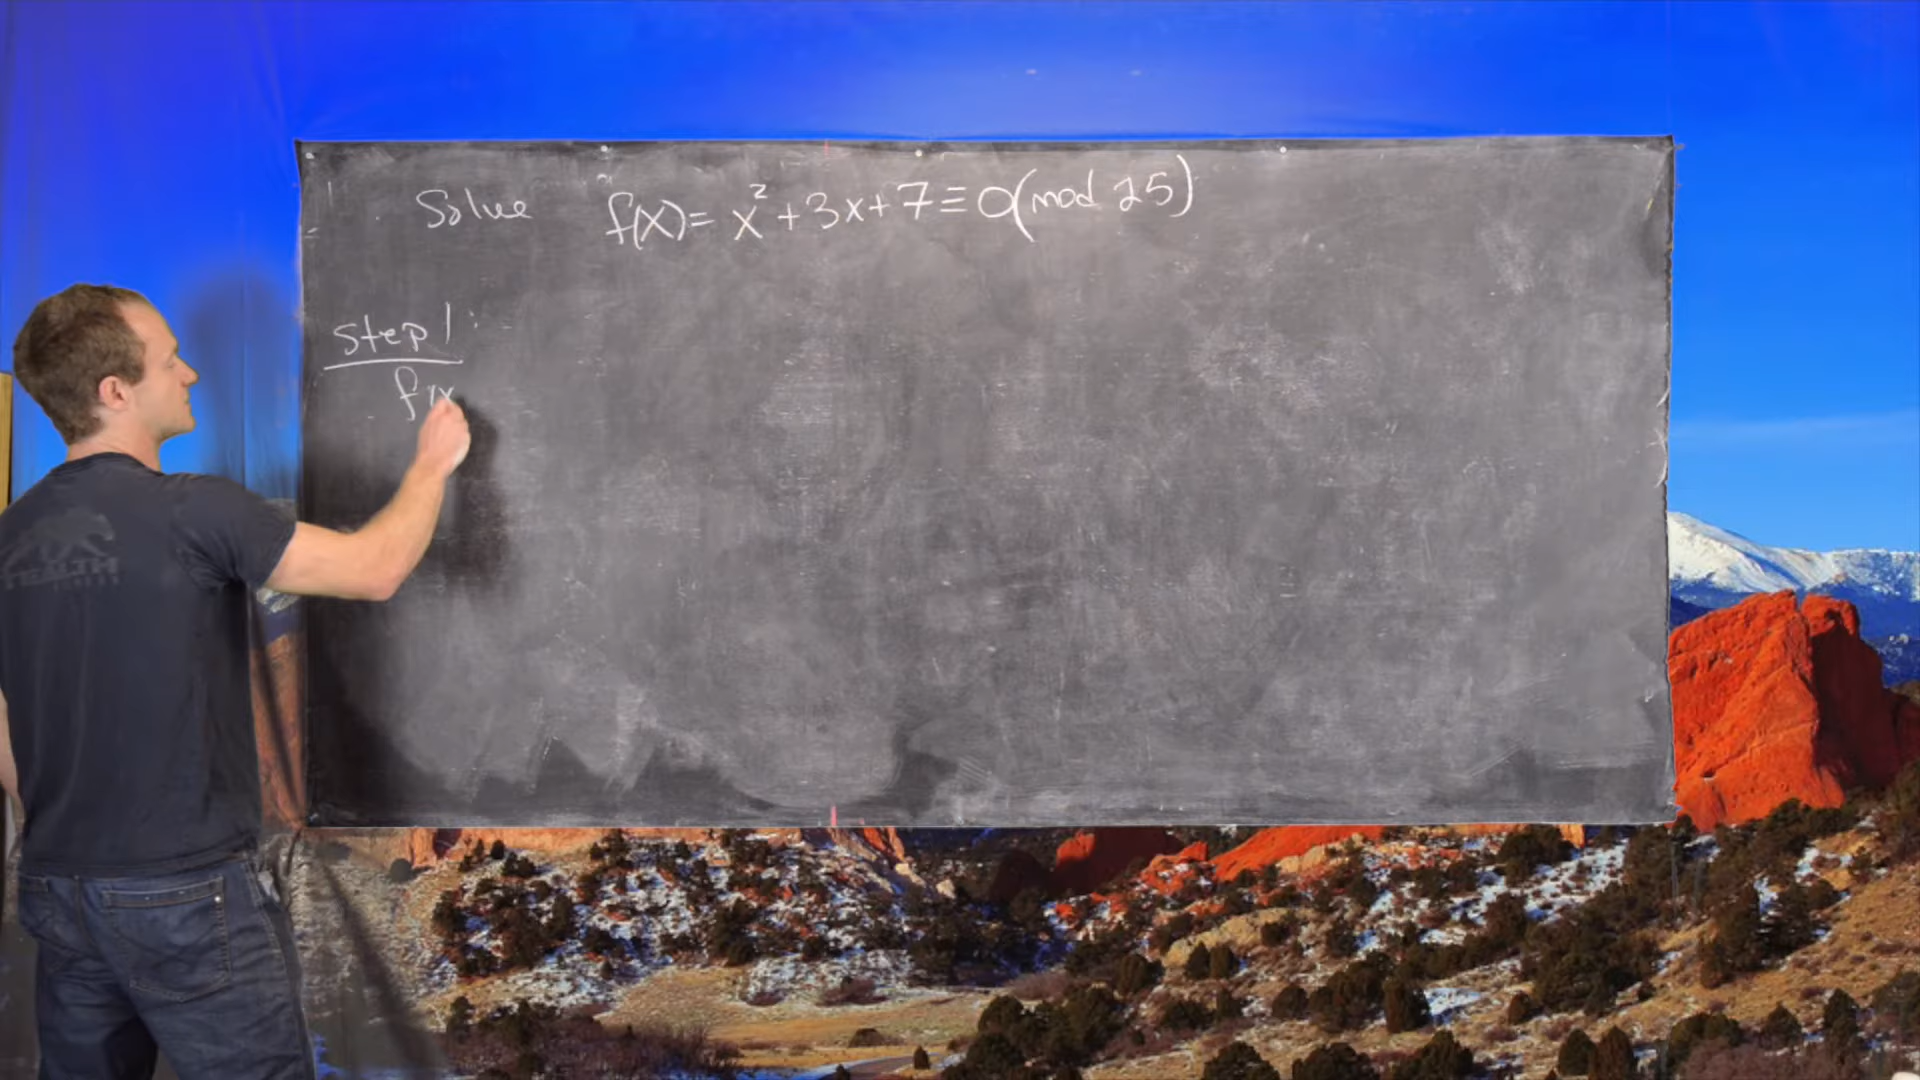 Solve f(x) = x² + 3x + 7 ≡ 0 (mod 25)
Step 1:
f(x